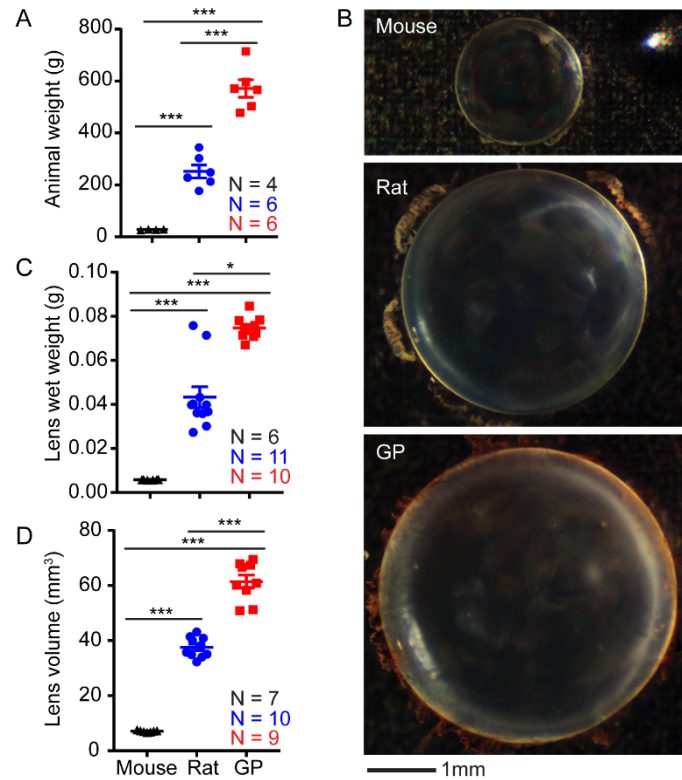 A
Animal weight (g)
800
600
400
200
0
***
***
***
N = 4
N = 6
N = 6
B
Mouse
Rat
GP
1mm
C
Lens wet weight (g)
0.10
0.08
0.06
0.04
0.02
0.00
*
***
***
N = 6
N = 11
N = 10
D
Lens volume (mm³)
80
60
40
20
0
***
***
***
N = 7
N = 10
N = 9
Mouse Rat GP